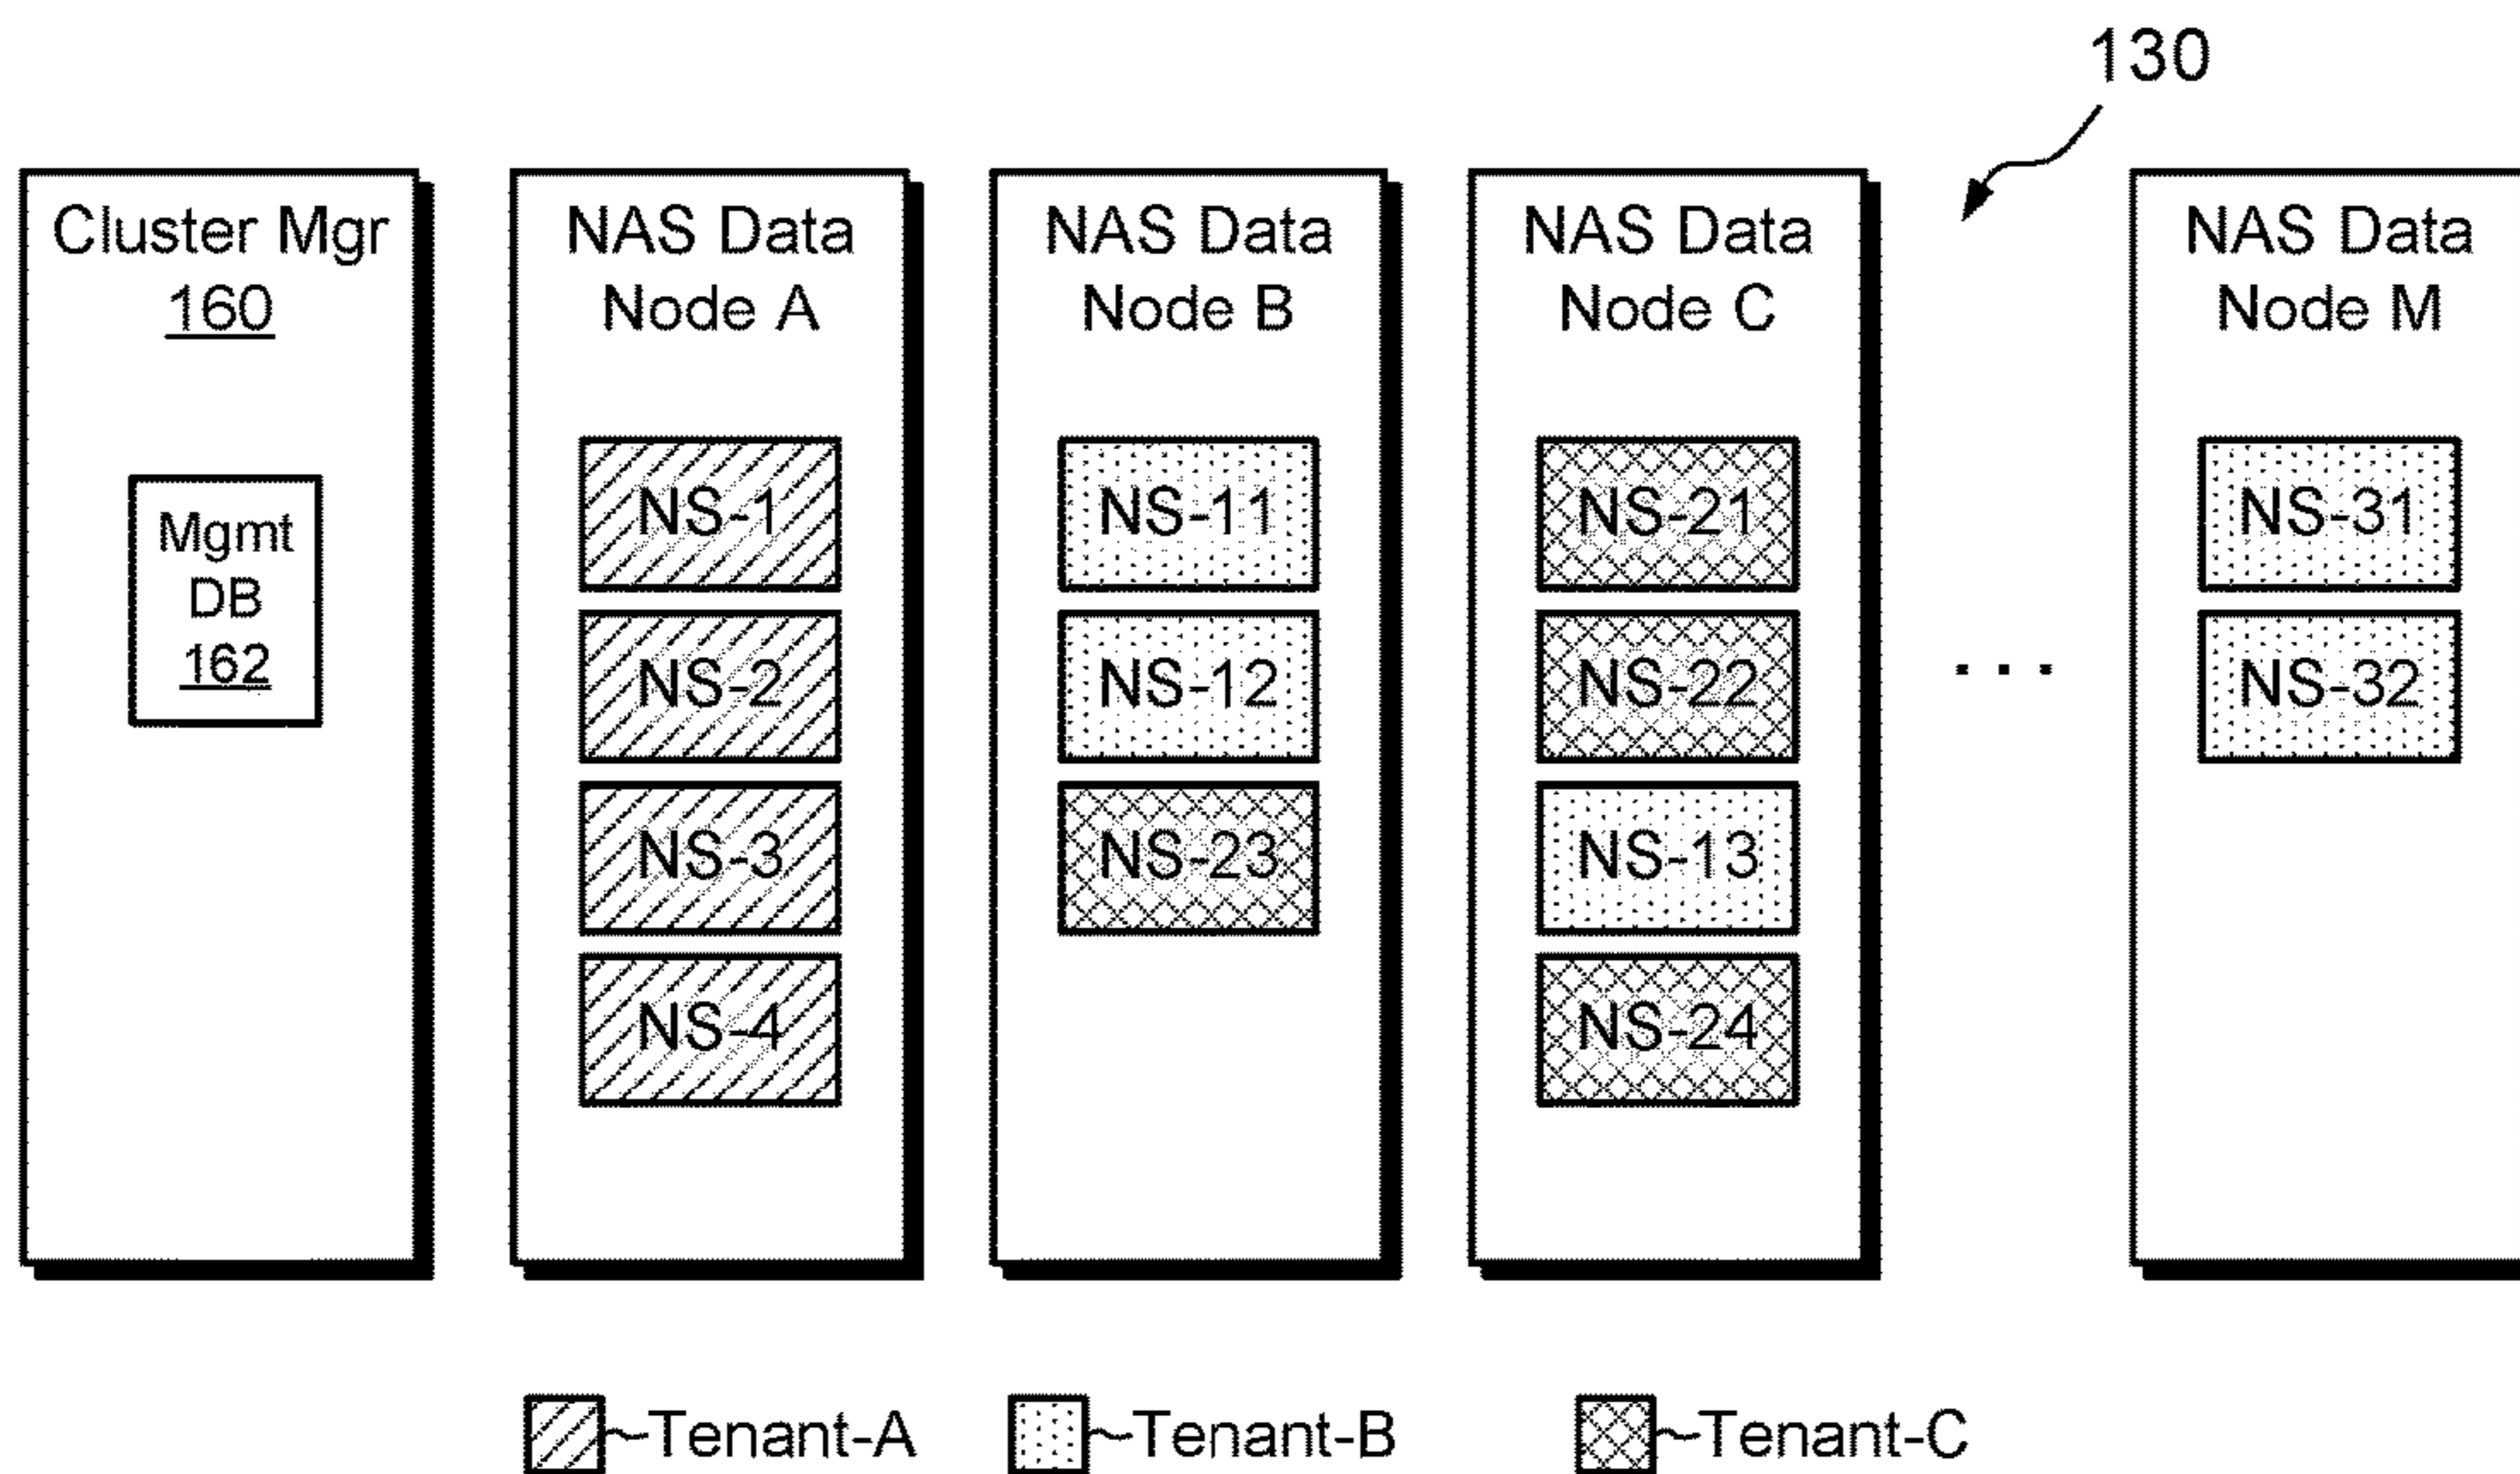 130
Cluster Mgr
160
Mgmt
DB
162
NAS Data
Node A
NS-1
NS-2
NS-3
NS-4
NAS Data
Node B
NS-11
NS-12
NS-23
NAS Data
Node C
NS-21
NS-22
NS-13
NS-24
...
NAS Data
Node M
NS-31
NS-32
Tenant-A
Tenant-B
Tenant-C